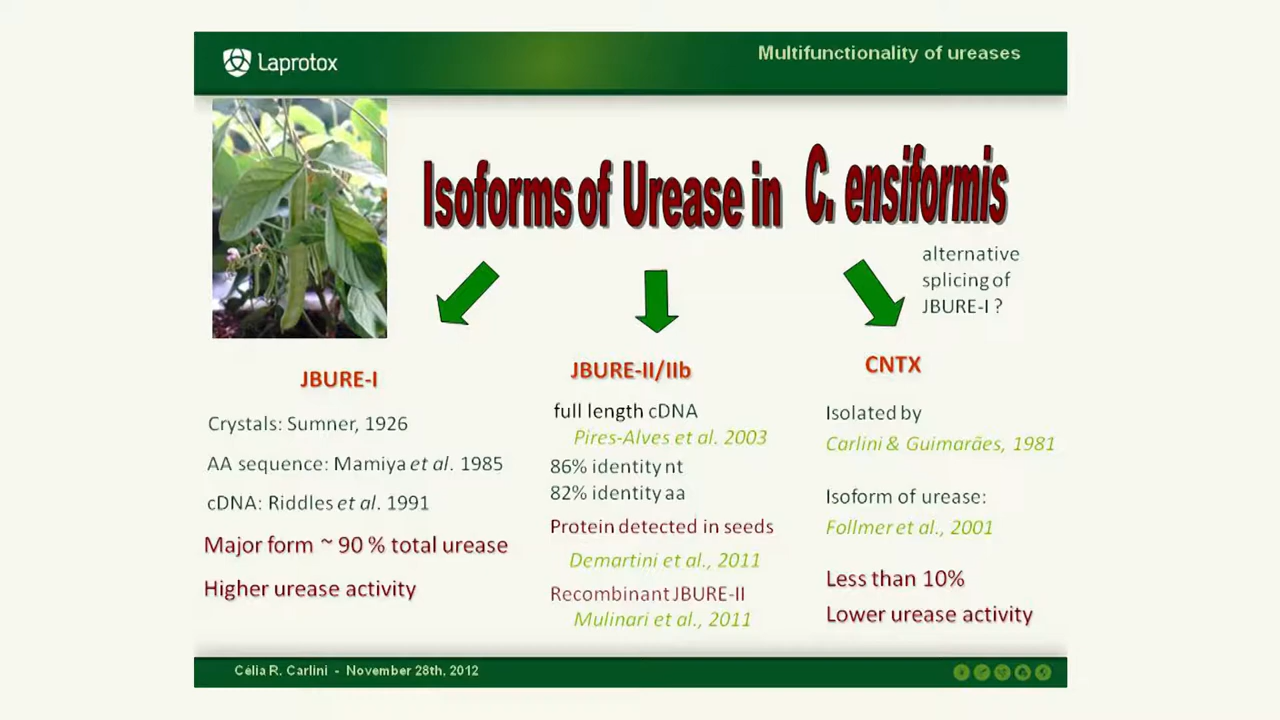 Laprotox
Multifunctionality of ureases
Isoforms of Urease in C. ensiformis
alternative
splicing of
JBURE-I ?
JBURE-I
Crystals: Sumner, 1926
AA sequence: Mamiya et al. 1985
cDNA: Riddles et al. 1991
Major form ~ 90 % total urease
Higher urease activity
JBURE-II/IIb
full length cDNA
Pires-Alves et al. 2003
86% identity nt
82% identity aa
Protein detected in seeds
Demartini et al., 2011
Recombinant JBURE-II
Mulinari et al., 2011
CNTX
Isolated by
Carlini & Guimarães, 1981
Isoform of urease:
Follmer et al., 2001
Less than 10%
Lower urease activity
Célia R. Carlini - November 28th, 2012